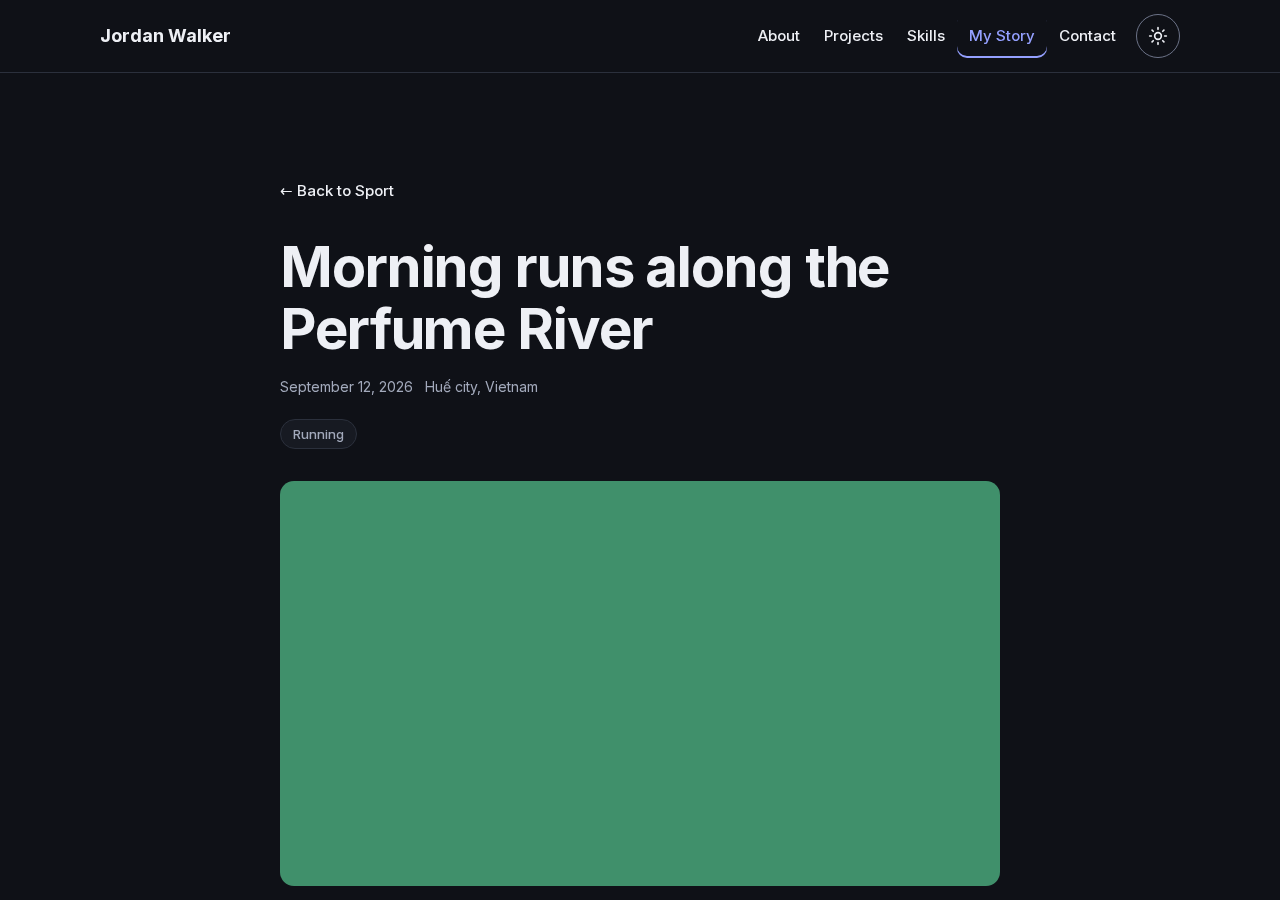 Jordan Walker
About Projects Skills My Story Contact
← Back to Sport
Morning runs along the
Perfume River
September 12, 2026 Huế city, Vietnam
Running